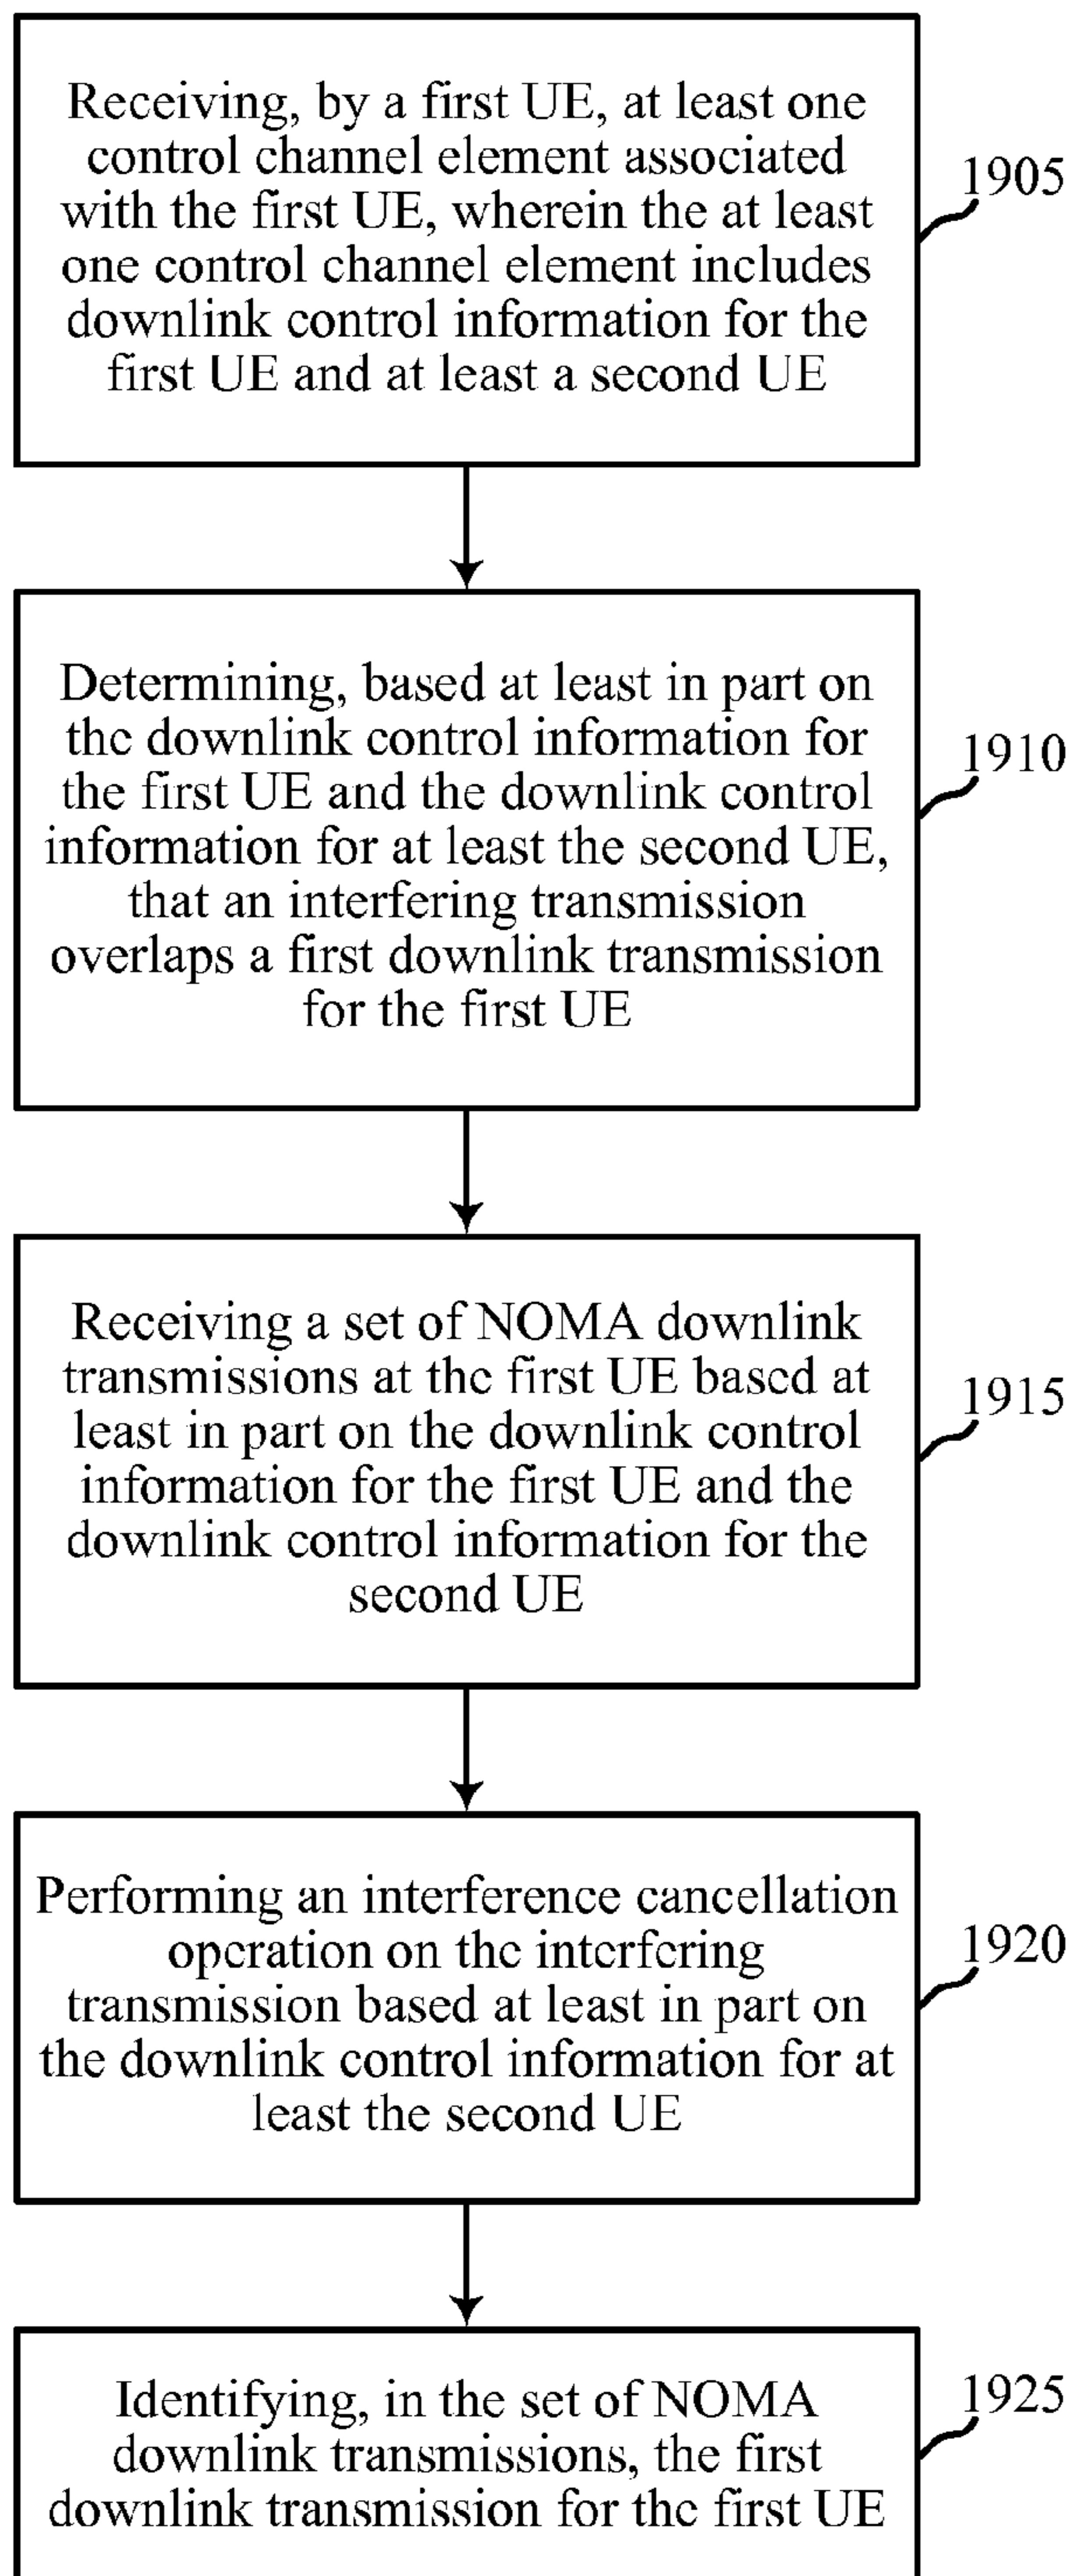 Receiving, by a first UE, at least one
control channel element associated
with the first UE, wherein the at least
one control channel element includes
downlink control information for the
first UE and at least a second UE
1905
Determining, based at least in part on
the downlink control information for
the first UE and the downlink control
information for at least the second UE,
that an interfering transmission
overlaps a first downlink transmission
for the first UE
1910
Receiving a set of NOMA downlink
transmissions at the first UE based at
least in part on the downlink control
information for the first UE and the
downlink control information for the
second UE
1915
Performing an interference cancellation
operation on the interfering
transmission based at least in part on
the downlink control information for at
least the second UE
1920
Identifying, in the set of NOMA
downlink transmissions, the first
downlink transmission for the first UE
1925